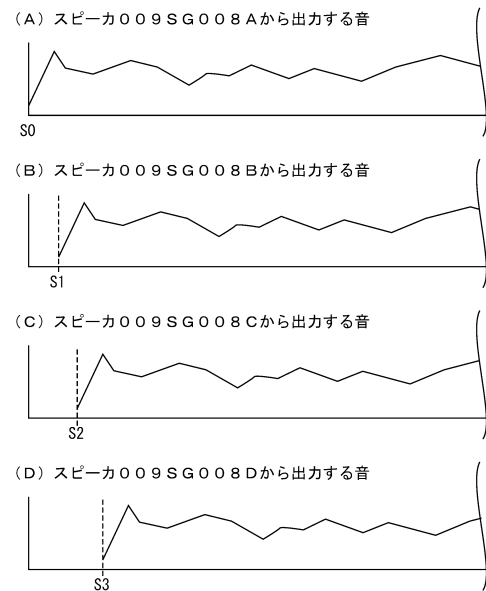 （Ａ）スピーカ００９ＳＧ００８Ａから出力する音
S0
（Ｂ）スピーカ００９ＳＧ００８Ｂから出力する音
S1
（Ｃ）スピーカ００９ＳＧ００８Ｃから出力する音
S2
（Ｄ）スピーカ００９ＳＧ００８Ｄから出力する音
S3